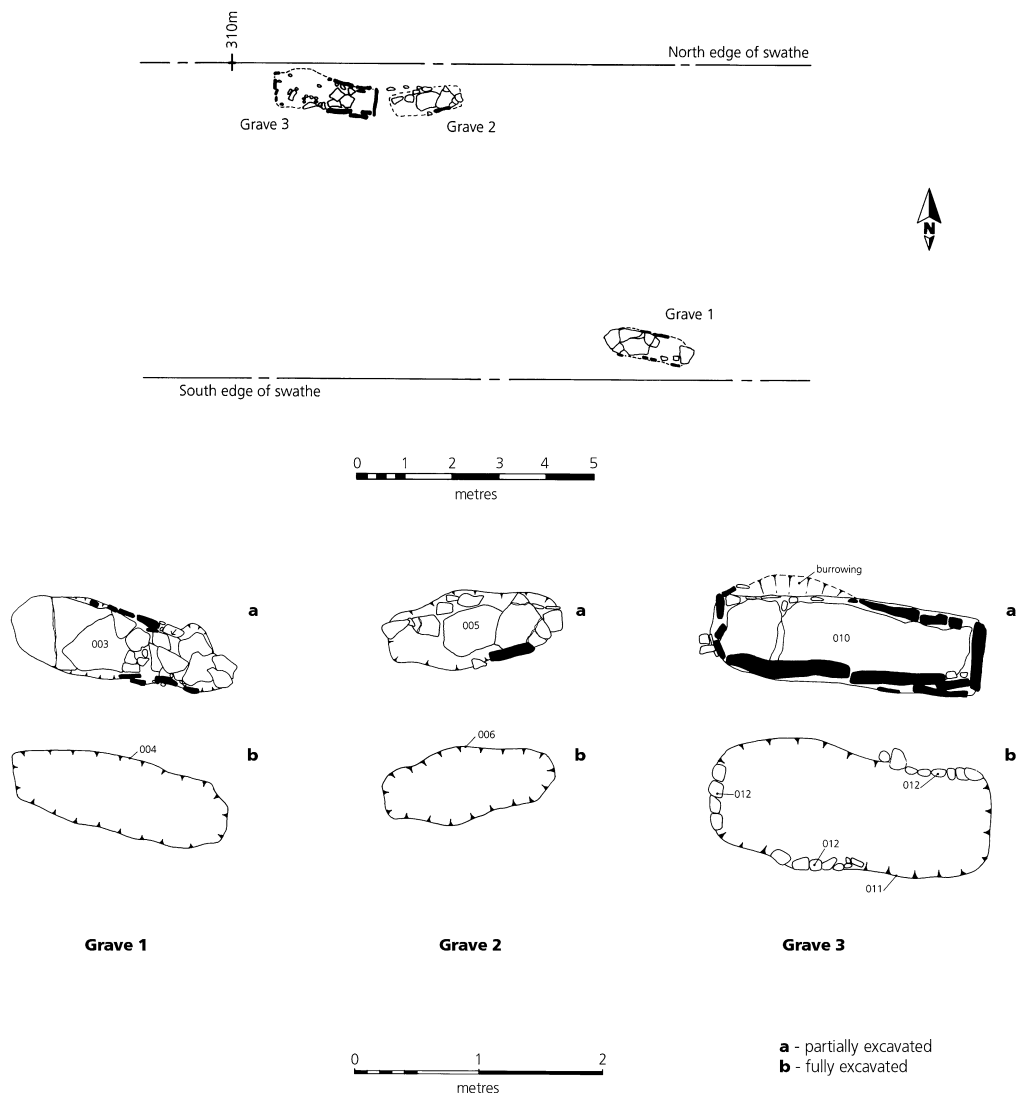 310m
North edge of swathe
Grave 3
Grave 2
N
Grave 1
South edge of swathe
0 1 2 3 4 5
metres
burrowing
a
a
a
003
005
010
004
b
006
b
b
012
012
012
011
Grave 1
Grave 2
Grave 3
0 1 2
metres
a - partially excavated
b - fully excavated